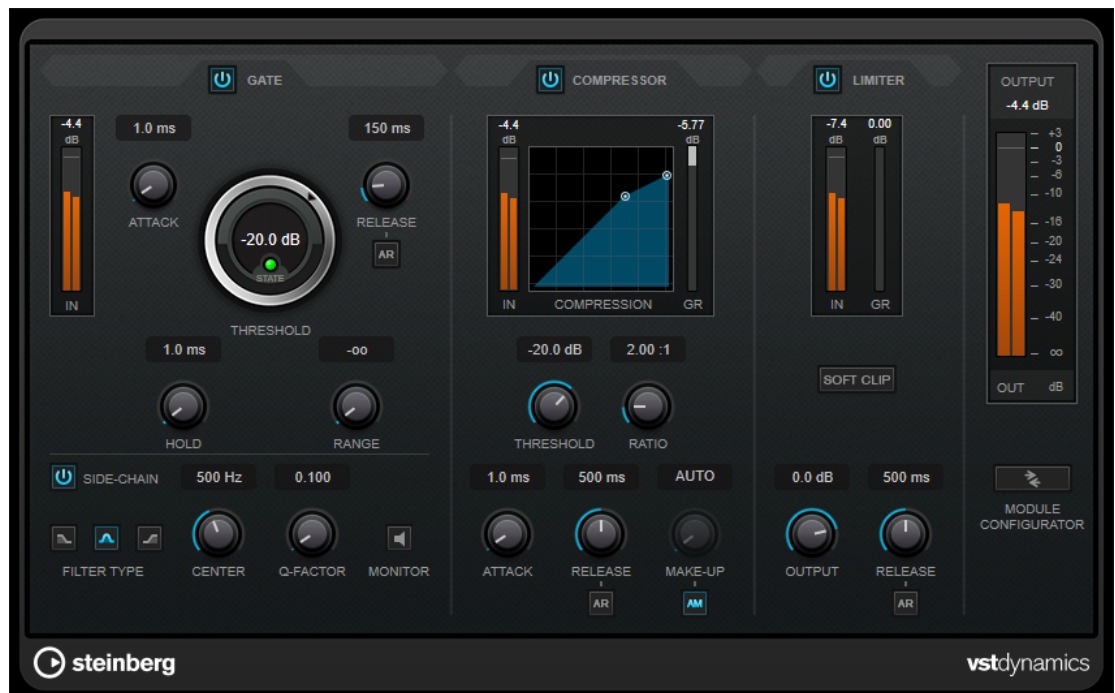 GATE
-4.4
dB
1.0 ms
150 ms
ATTACK
RELEASE
AR
-20.0 dB
STATE
IN
THRESHOLD
1.0 ms
-oo
HOLD
RANGE
SIDE-CHAIN
500 Hz
0.100
FILTER TYPE
CENTER
Q-FACTOR
MONITOR
COMPRESSOR
-4.4
dB
-5.77
dB
IN
COMPRESSION
GR
-20.0 dB
2.00 :1
THRESHOLD
RATIO
1.0 ms
500 ms
AUTO
ATTACK
RELEASE
MAKE-UP
AR
AM
LIMITER
-7.4
dB
0.00
dB
IN
GR
SOFT CLIP
0.0 dB
500 ms
OUTPUT
RELEASE
AR
OUTPUT
-4.4 dB
+3
0
-3
-6
-10
-16
-20
-24
-30
-40
∞
OUT
dB
MODULE
CONFIGURATOR
steinberg
vstdynamics